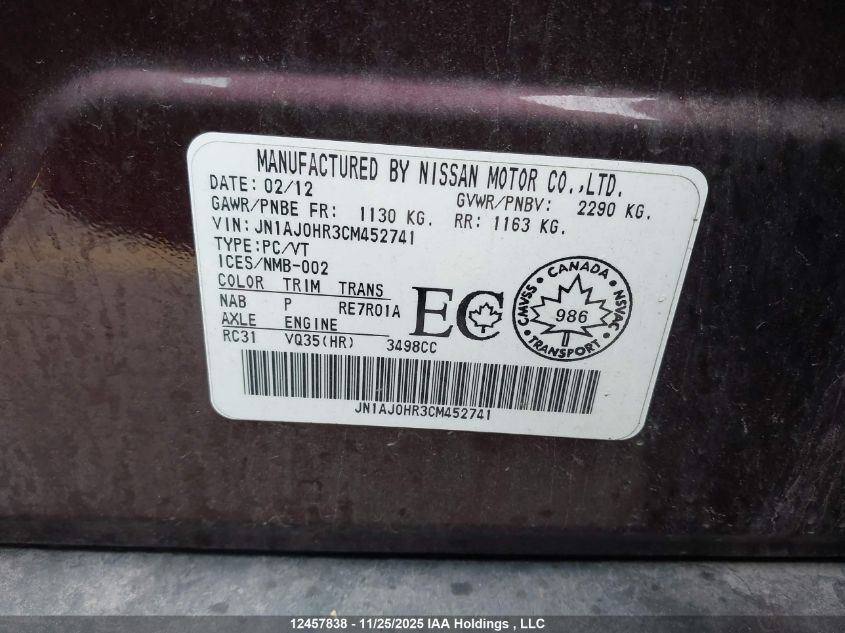 MANUFACTURED BY NISSAN MOTOR CO.,LTD.
DATE: 02/12 GVWR/PNBV: 2290 KG.
GAWR/PNBE FR: 1130 KG. RR: 1163 KG.
VIN: JN1AJ0HR3CM452741
TYPE:PC/VT
ICES/NMB-002
COLOR TRIM TRANS
NAB P RE7R01A
AXLE ENGINE
RC31 VQ35(HR) 3498CC
EC
CANADA
CMVSS 986 NSVAC
TRANSPORT
JN1AJ0HR3CM452741
12457838 - 11/25/2025 IAA Holdings , LLC